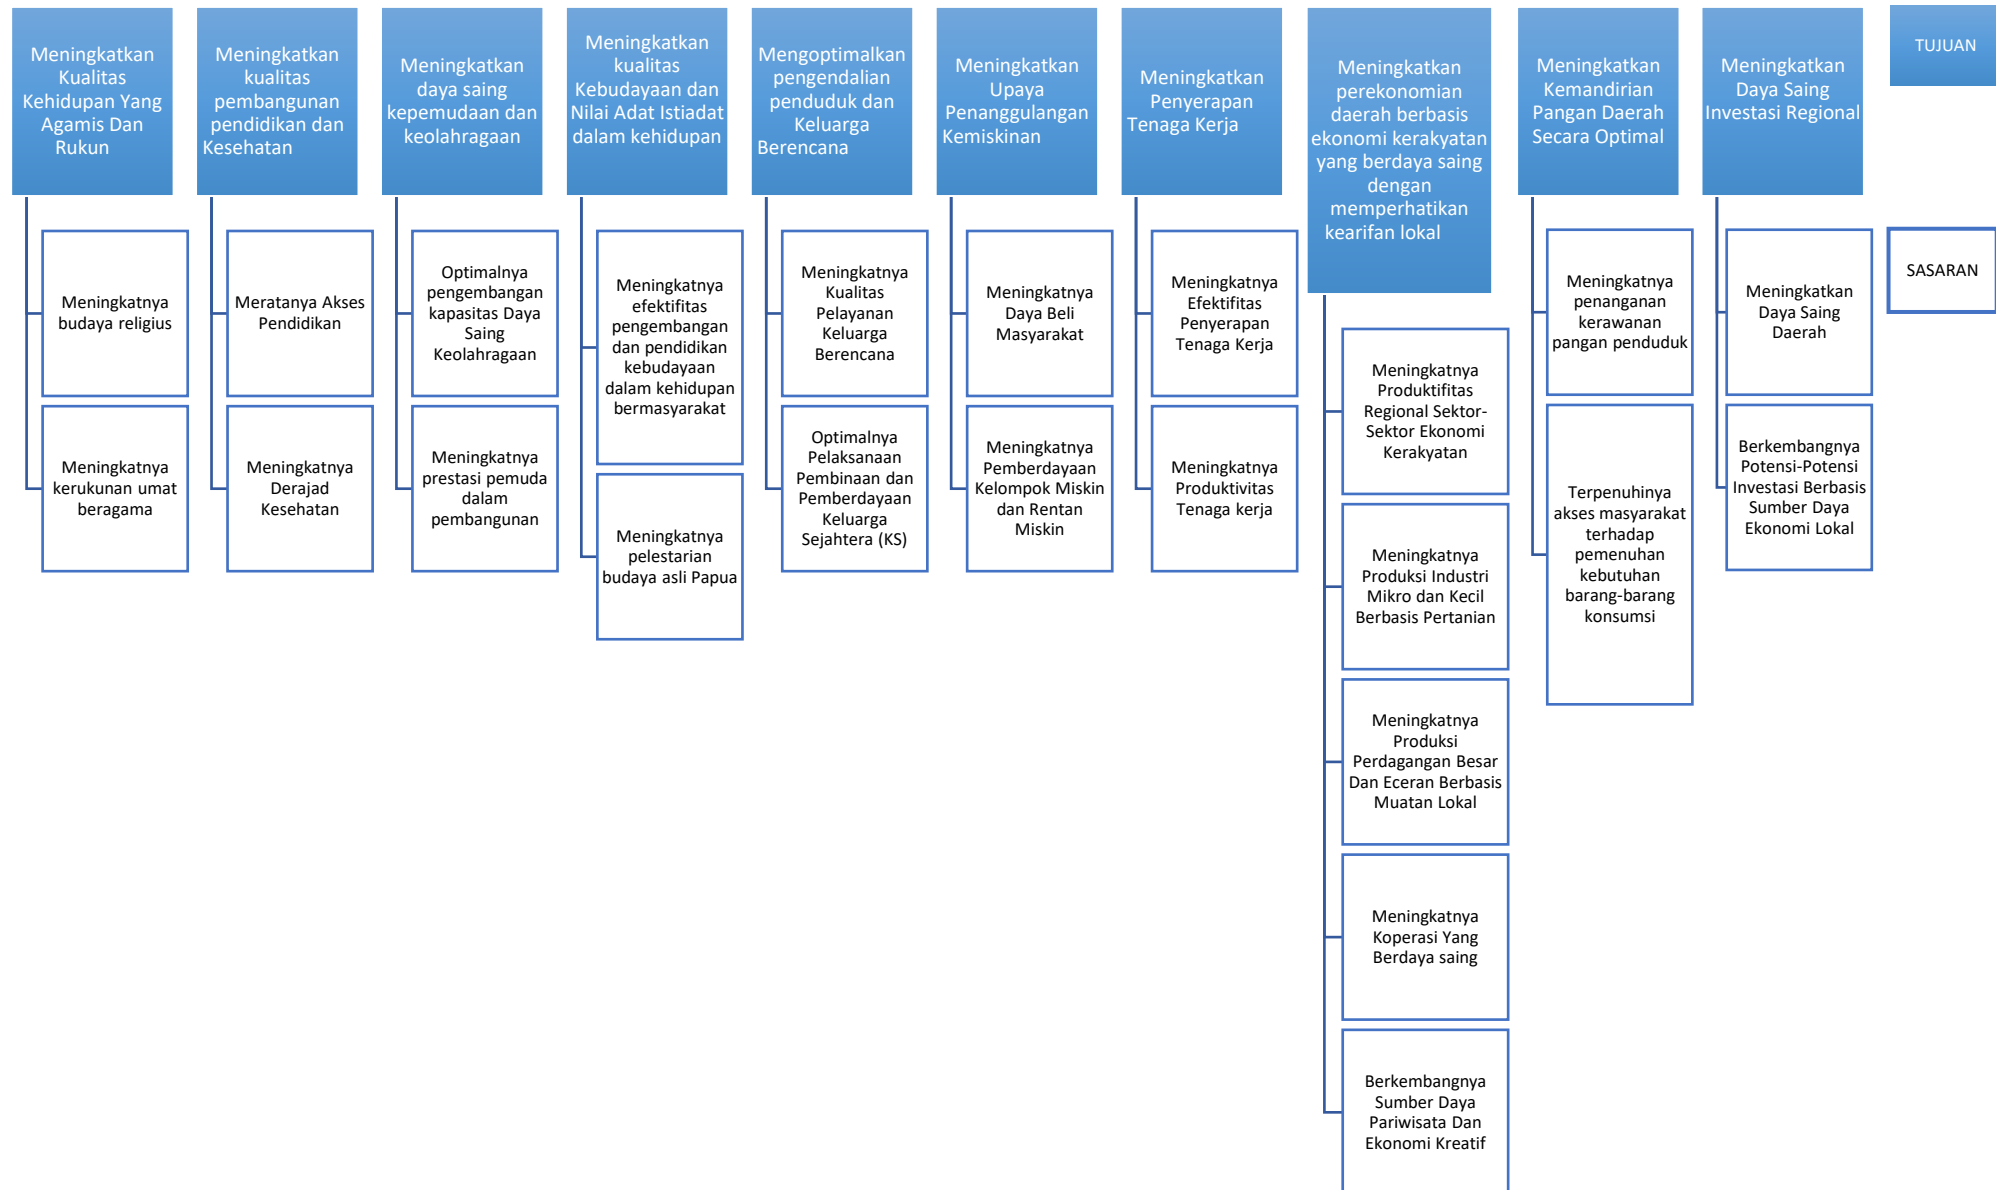 Meningkatkan
Kualitas
Kehidupan Yang
Agamis Dan
Rukun
Meningkatnya
budaya religius
Meningkatnya
kerukunan umat
beragama
Meningkatkan
kualitas
pembangunan
pendidikan dan
Kesehatan
Meratanya Akses
Pendidikan
Meningkatnya
Derajad
Kesehatan
Meningkatkan
daya saing
kepemudaan dan
keolahragaan
Optimalnya
pengembangan
kapasitas Daya
Saing
Keolahragaan
Meningkatnya
prestasi pemuda
dalam
pembangunan
Meningkatkan
kualitas
Kebudayaan dan
Nilai Adat Istiadat
dalam kehidupan
Meningkatnya
efektifitas
pengembangan
dan pendidikan
kebudayaan
dalam kehidupan
bermasyarakat
Meningkatnya
pelestarian
budaya asli Papua
Mengoptimalkan
pengendalian
penduduk dan
Keluarga
Berencana
Meningkatnya
Kualitas
Pelayanan
Keluarga
Berencana
Optimalnya
Pelaksanaan
Pembinaan dan
Pemberdayaan
Keluarga
Sejahtera (KS)
Meningkatkan
Upaya
Penanggulangan
Kemiskinan
Meningkatnya
Daya Beli
Masyarakat
Meningkatnya
Pemberdayaan
Kelompok Miskin
dan Rentan
Miskin
Meningkatkan
Penyerapan
Tenaga Kerja
Meningkatnya
Efektifitas
Penyerapan
Tenaga Kerja
Meningkatnya
Produktivitas
Tenaga kerja
Meningkatkan
perekonomian
daerah berbasis
ekonomi kerakyatan
yang berdaya saing
dengan
memperhatikan
kearifan lokal
Meningkatnya
Produktifitas
Regional Sektor-
Sektor Ekonomi
Kerakyatan
Meningkatnya
Produksi Industri
Mikro dan Kecil
Berbasis Pertanian
Meningkatnya
Produksi
Perdagangan Besar
Dan Eceran Berbasis
Muatan Lokal
Meningkatnya
Koperasi Yang
Berdaya saing
Berkembangnya
Sumber Daya
Pariwisata Dan
Ekonomi Kreatif
Meningkatkan
Kemandirian
Pangan Daerah
Secara Optimal
Meningkatnya
penanganan
kerawanan
pangan penduduk
Terpenuhinya
akses masyarakat
terhadap
pemenuhan
kebutuhan
barang-barang
konsumsi
Meningkatkan
Daya Saing
Investasi Regional
Meningkatkan
Daya Saing
Daerah
Berkembangnya
Potensi-Potensi
Investasi Berbasis
Sumber Daya
Ekonomi Lokal
TUJUAN
SASARAN